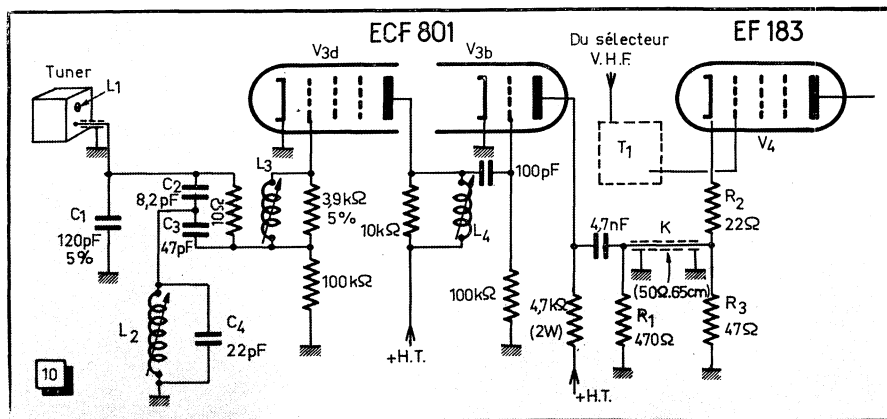 ECF 801
EF 183
V3d
V3b
Du sélecteur
V.H.F.
Tuner
L1
T1
V4
L3
C2
8,2pF
10Ω
3,9kΩ
5%
10kΩ
L4
100pF
C1
120pF
5%
C3
47pF
4,7nF
K
R2
22Ω
100kΩ
100kΩ
(50Ω.65cm)
L2
C4
22pF
4,7kΩ
(2W)
R1
470Ω
R3
47Ω
+H.T.
+H.T.
10